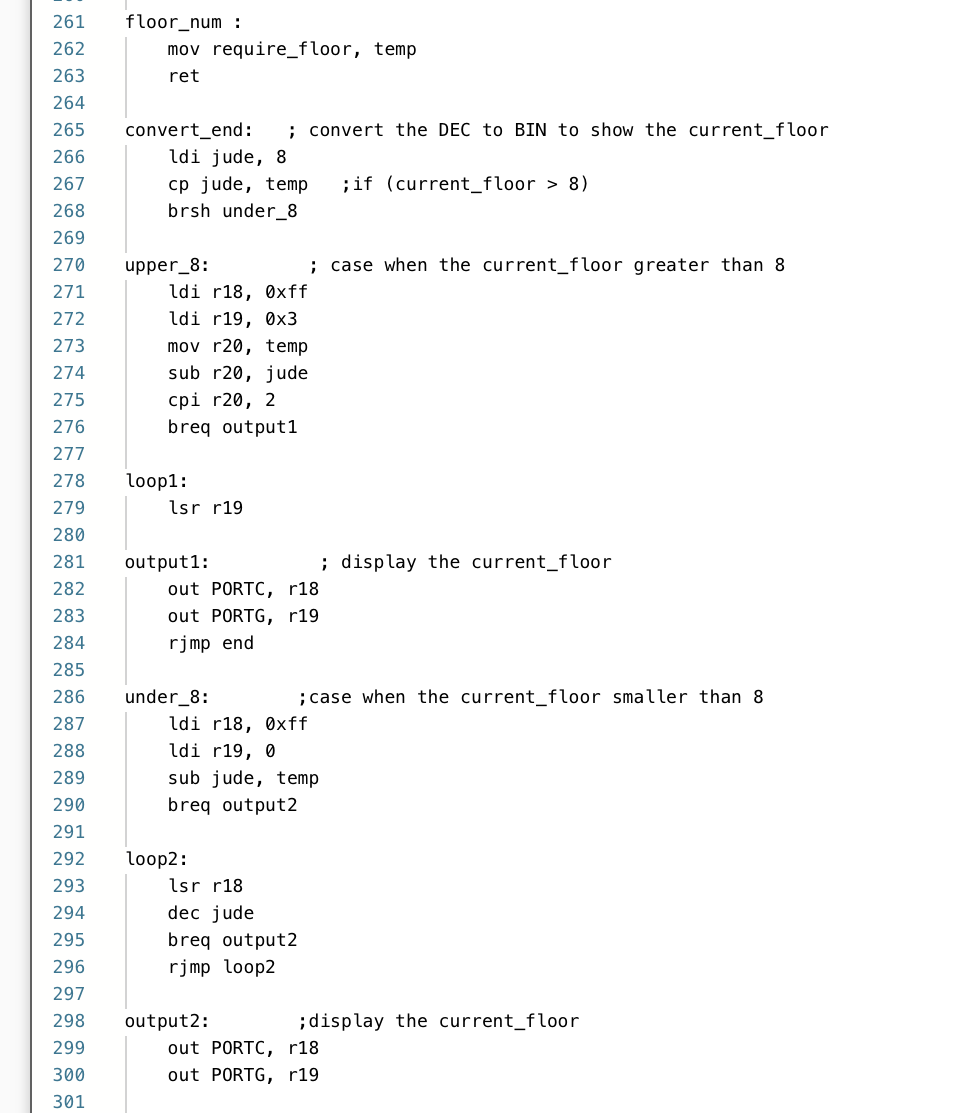 261 floor_num :
262     mov require_floor, temp
263     ret
264
265 convert_end:   ; convert the DEC to BIN to show the current_floor
266     ldi jude, 8
267     cp jude, temp   ;if (current_floor > 8)
268     brsh under_8
269
270 upper_8:         ; case when the current_floor greater than 8
271     ldi r18, 0xff
272     ldi r19, 0x3
273     mov r20, temp
274     sub r20, jude
275     cpi r20, 2
276     breq output1
277
278 loop1:
279     lsr r19
280
281 output1:          ; display the current_floor
282     out PORTC, r18
283     out PORTG, r19
284     rjmp end
285
286 under_8:        ;case when the current_floor smaller than 8
287     ldi r18, 0xff
288     ldi r19, 0
289     sub jude, temp
290     breq output2
291
292 loop2:
293     lsr r18
294     dec jude
295     breq output2
296     rjmp loop2
297
298 output2:        ;display the current_floor
299     out PORTC, r18
300     out PORTG, r19
301